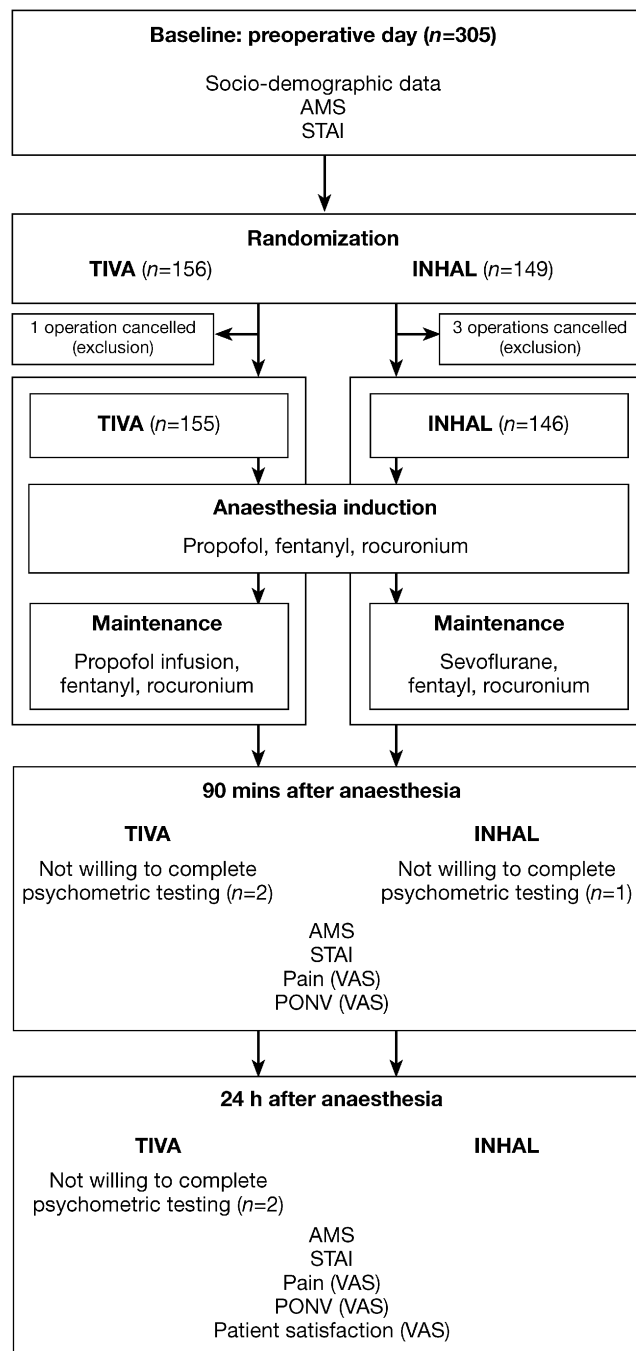 Baseline: preoperative day (n=305)
Socio-demographic data
AMS
STAI
Randomization
TIVA (n=156)
INHAL (n=149)
1 operation cancelled
(exclusion)
3 operations cancelled
(exclusion)
TIVA (n=155)
INHAL (n=146)
Anaesthesia induction
Propofol, fentanyl, rocuronium
Maintenance
Propofol infusion,
fentanyl, rocuronium
Maintenance
Sevoflurane,
fentayl, rocuronium
90 mins after anaesthesia
TIVA
Not willing to complete
psychometric testing (n=2)
INHAL
Not willing to complete
psychometric testing (n=1)
AMS
STAI
Pain (VAS)
PONV (VAS)
24 h after anaesthesia
TIVA
INHAL
Not willing to complete
psychometric testing (n=2)
AMS
STAI
Pain (VAS)
PONV (VAS)
Patient satisfaction (VAS)